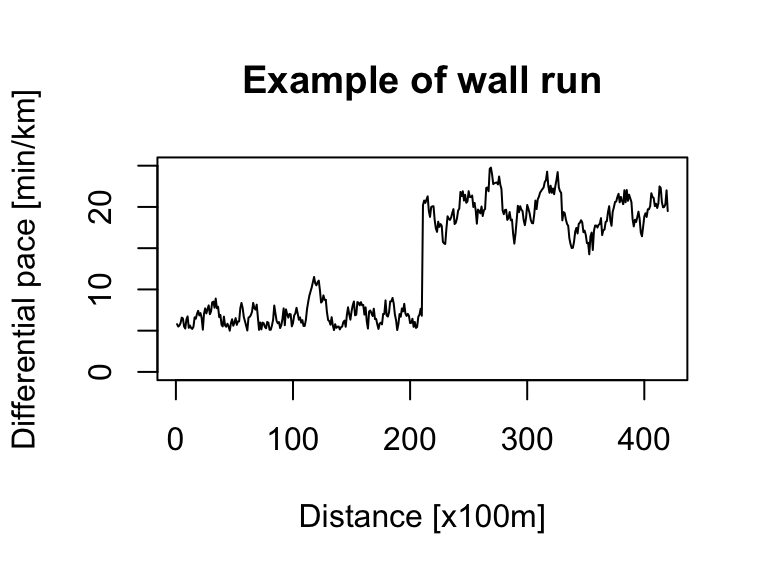 Example of wall run
Differential pace [min/km]
20
10
0
0 100 200 300 400
Distance [x100m]